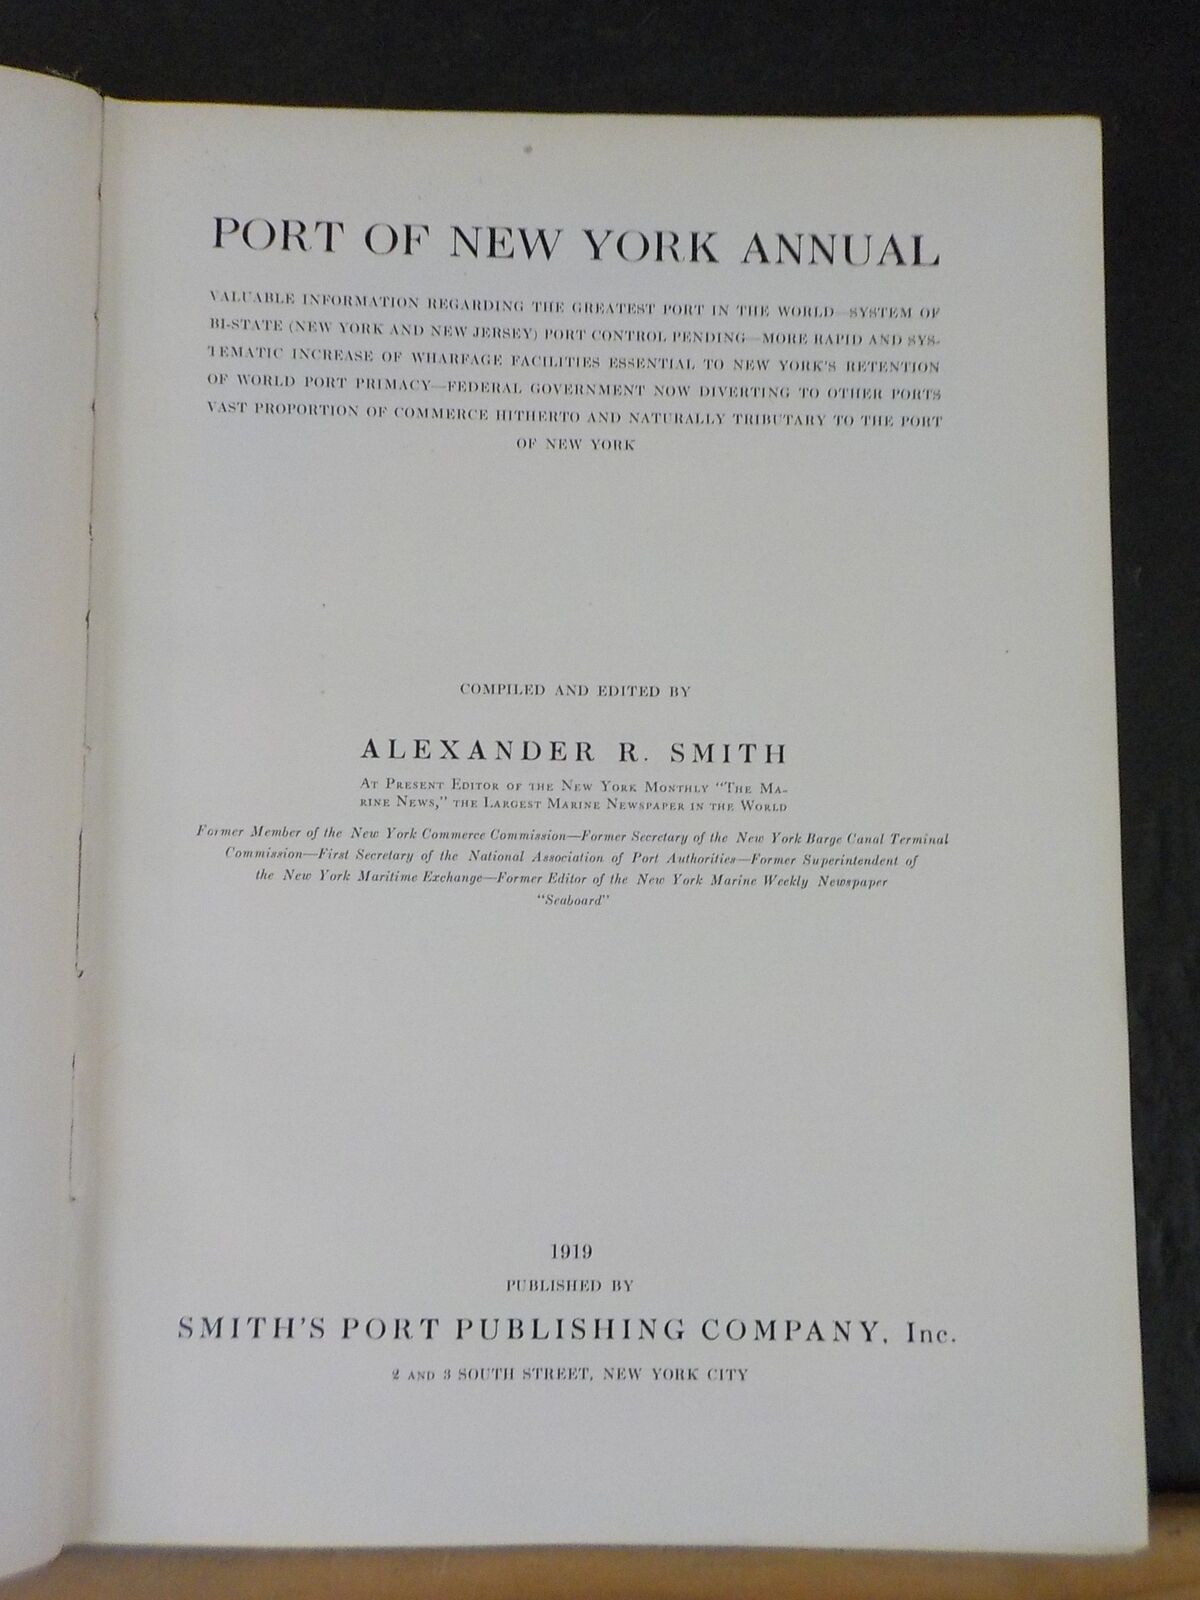 PORT OF NEW YORK ANNUAL
VALUABLE INFORMATION REGARDING THE GREATEST PORT IN THE WORLD—SYSTEM OF
BI-STATE (NEW YORK AND NEW JERSEY) PORT CONTROL PENDING—MORE RAPID AND SYS-
TEMATIC INCREASE OF WHARFAGE FACILITIES ESSENTIAL TO NEW YORK'S RETENTION
OF WORLD PORT PRIMACY—FEDERAL GOVERNMENT NOW DIVERTING TO OTHER PORTS
VAST PROPORTION OF COMMERCE HITHERTO AND NATURALLY TRIBUTARY TO THE PORT
OF NEW YORK
COMPILED AND EDITED BY
ALEXANDER R. SMITH
AT PRESENT EDITOR OF THE NEW YORK MONTHLY "THE MA-
RINE NEWS," THE LARGEST MARINE NEWSPAPER IN THE WORLD
Former Member of the New York Commerce Commission—Former Secretary of the New York Barge Canal Terminal
Commission—First Secretary of the National Association of Port Authorities—Former Superintendent of
the New York Maritime Exchange—Former Editor of the New York Marine Weekly Newspaper
"Seaboard"
1919
PUBLISHED BY
SMITH'S PORT PUBLISHING COMPANY, Inc.
2 AND 3 SOUTH STREET, NEW YORK CITY